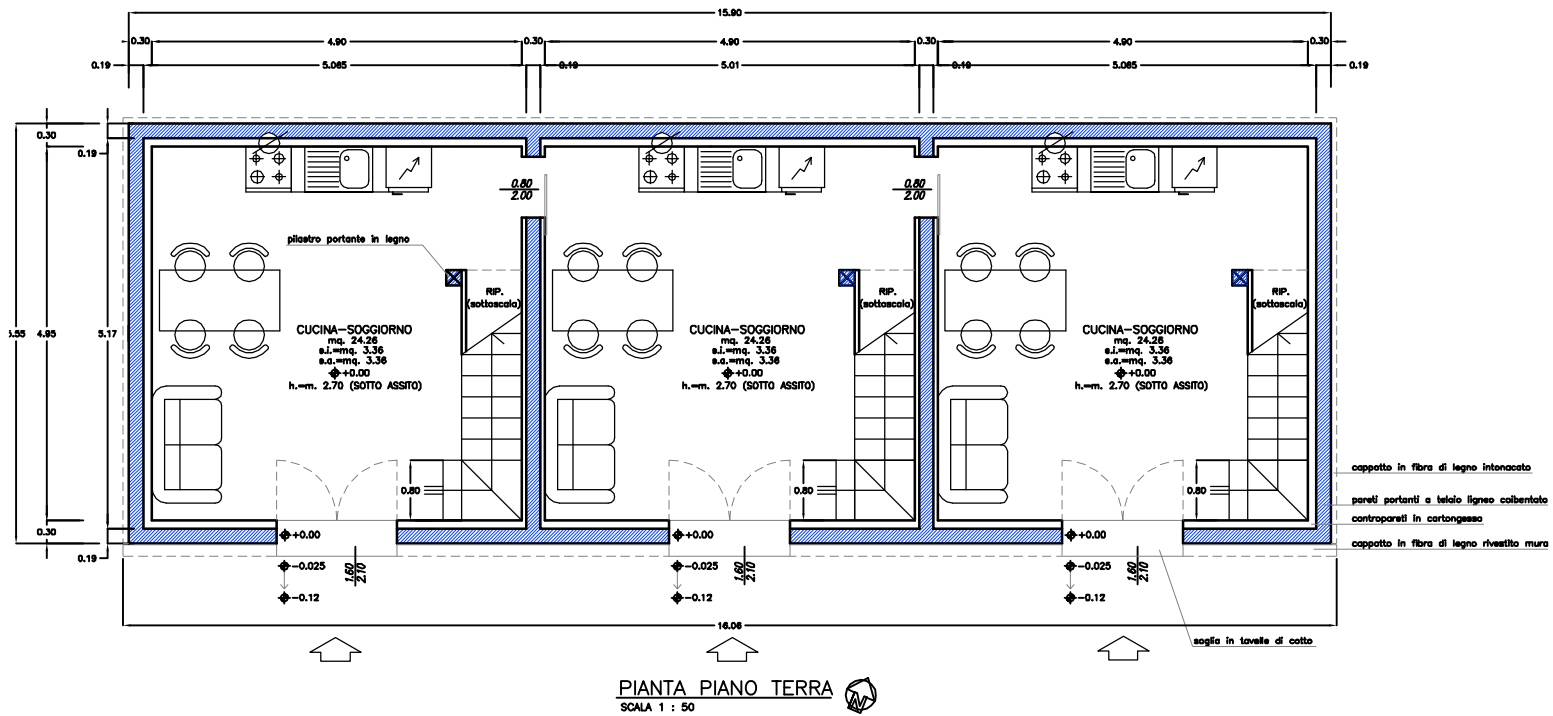 15.90
0.30 4.90 0.30 4.90 0.30 4.90 0.30
0.19 5.065 0.19 5.01 0.19 5.065 0.19
0.30
0.19
0.80
2.00
0.80
2.00
pilastro portante in legno
RIP.
(sottoscala)
RIP.
(sottoscala)
RIP.
(sottoscala)
.55 4.95 5.17
CUCINA-SOGGIORNO
mq. 24.26
s.i.=mq. 3.36
s.a.=mq. 3.36
+0.00
h.=m. 2.70 (SOTTO ASSITO)
CUCINA-SOGGIORNO
mq. 24.26
s.i.=mq. 3.36
s.a.=mq. 3.36
+0.00
h.=m. 2.70 (SOTTO ASSITO)
CUCINA-SOGGIORNO
mq. 24.26
s.i.=mq. 3.36
s.a.=mq. 3.36
+0.00
h.=m. 2.70 (SOTTO ASSITO)
0.80
0.80
0.80
cappotto in fibra di legno intonacato
pareti portanti a telaio ligneo coibentato
contropareti in cartongesso
cappotto in fibra di legno rivestito mura
0.30
0.19
+0.00
-0.025
-0.12
1.60
2.10
+0.00
-0.025
-0.12
1.60
2.10
+0.00
-0.025
-0.12
1.60
2.10
16.06
soglia in tavelle di cotto
PIANTA PIANO TERRA
N
SCALA 1 : 50